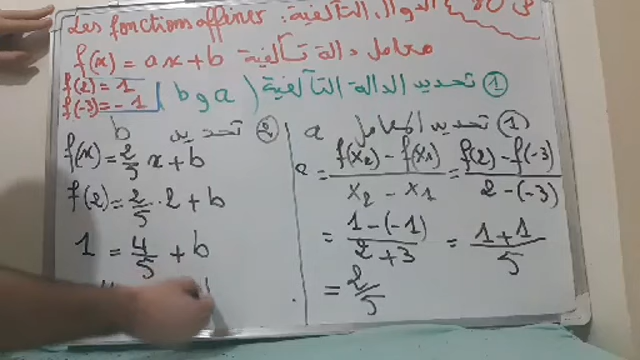 Les fonctions affines : الدوال التآلفية
f(x) = ax + b معامل دالة تآلفية
f(2) = 1
f(-3) = -1
① تحديد الدالة التآلفية (a و b)
① تحديد المعامل a
a = f(x₂) - f(x₁) / x₂ - x₁ = f(2) - f(-3) / 2 - (-3)
= 1 - (-1) / 2 + 3 = 1 + 1 / 5
= 2/5
② تحديد b
f(x) = 2/5 x + b
f(2) = 2/5 · 2 + b
1 = 4/5 + b